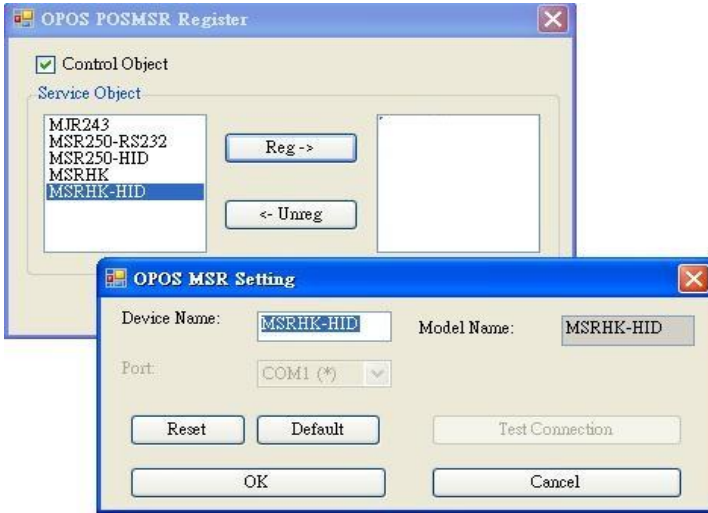 OPOS POSMSR Register
Control Object
Service Object
MJR243
MSR250-RS232
MSR250-HID
MSRHK
MSRHK-HID
Reg ->
<- Unreg
OPOS MSR Setting
Device Name: MSRHK-HID Model Name: MSRHK-HID
Port: COM1 (*)
Reset Default Test Connection
OK Cancel